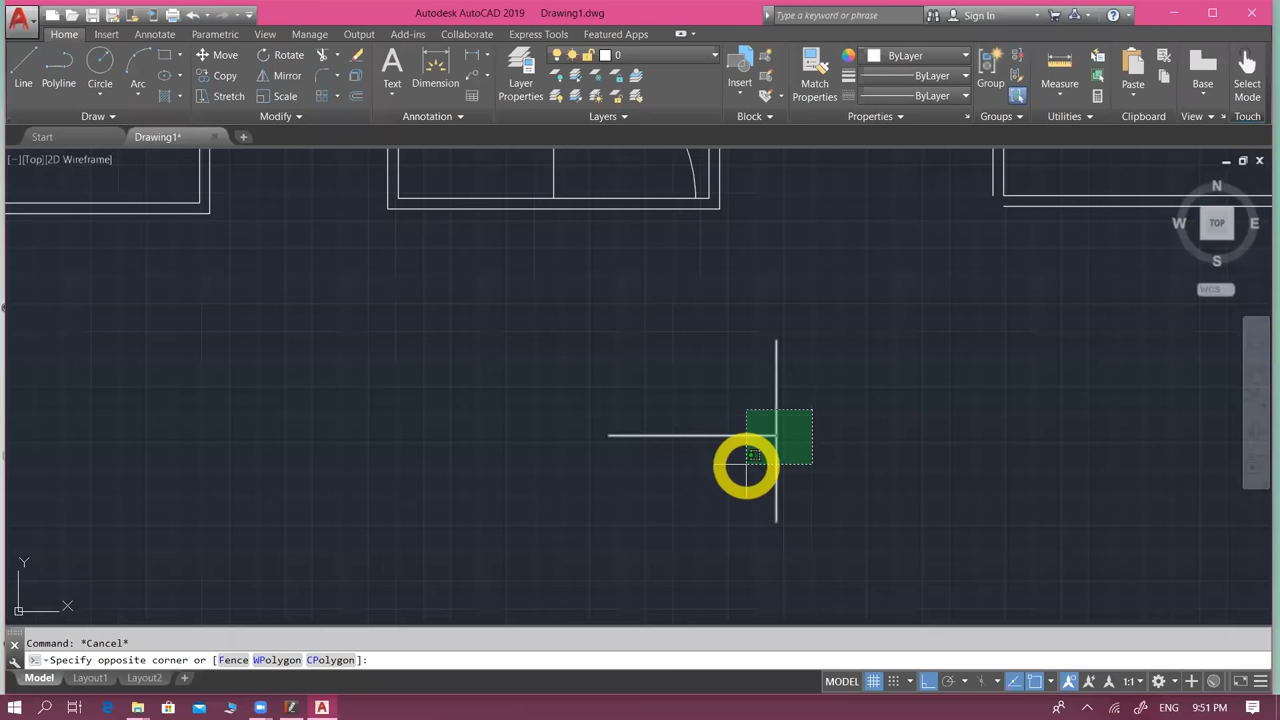 A Autodesk AutoCAD 2019 Drawing1.dwg Type a keyword or phrase Sign In
Home Insert Annotate Parametric View Manage Output Add-ins Collaborate Express Tools Featured Apps
Move Rotate 0 ByLayer
Copy Mirror ByLayer
Line Polyline Circle Arc Text Dimension Layer Properties Insert Match Properties Group Measure Paste Base Select Mode
Stretch Scale ByLayer
Draw Modify Annotation Layers Block Properties Groups Utilities Clipboard View Touch
Start Drawing1* +
[−][Top][2D Wireframe]
N
W TOP E
S
WCS
Y
X
Command: *Cancel*
Specify opposite corner or [Fence WPolygon CPolygon]:
Model Layout1 Layout2 + MODEL 1:1
ENG 9:51 PM